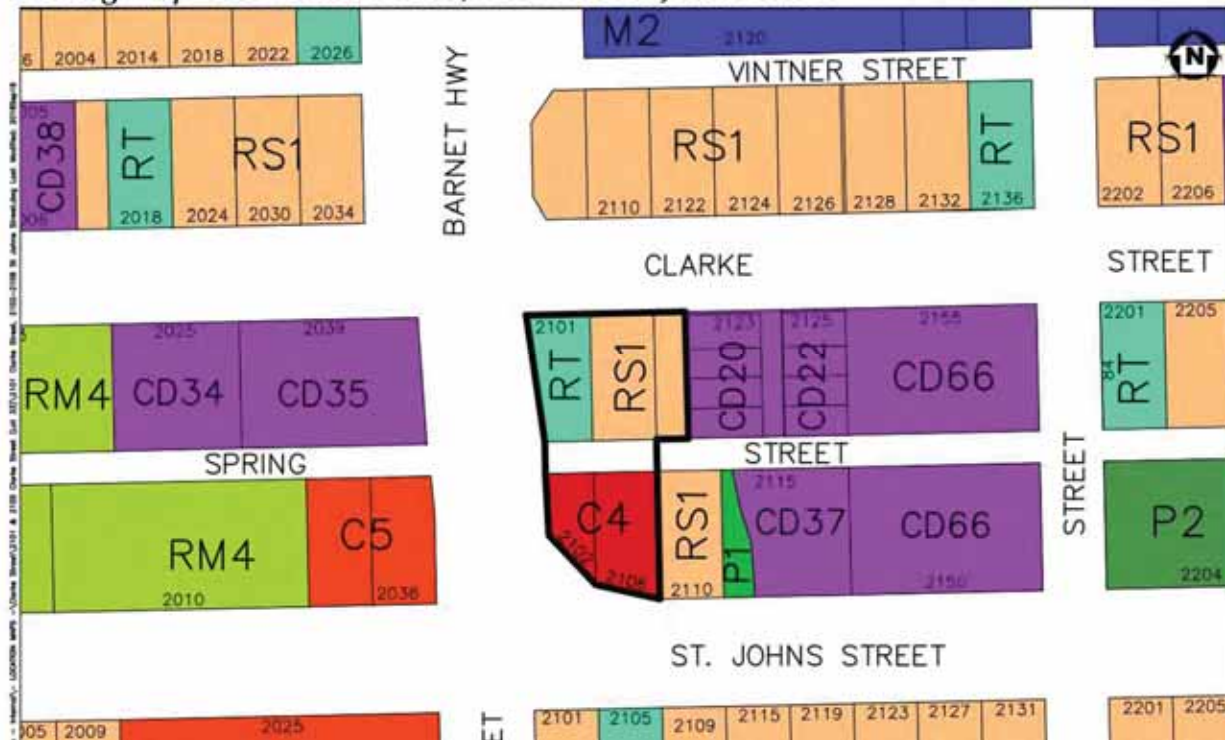 M2
2120
N
2004 2014 2018 2022 2026
BARNET HWY
VINTNER STREET
CD38
RT
RS1
2018 2024 2030 2034
RS1
RT
2110 2122 2124 2126 2128 2132 2136
RS1
2202 2206
CLARKE
STREET
2025 2039
RM4
CD34
CD35
2101
RT
RS1
2123
CD20
2125
CD22
2155
CD66
2201 2205
84
RT
SPRING
STREET
STREET
RM4
2010
C5
2036
C4
RS1
2110
P1
2115
CD37
CD66
2150
P2
2204
ST. JOHNS STREET
2009
2025
2101 2105 2109 2115 2119 2123 2127 2131
2201 2205